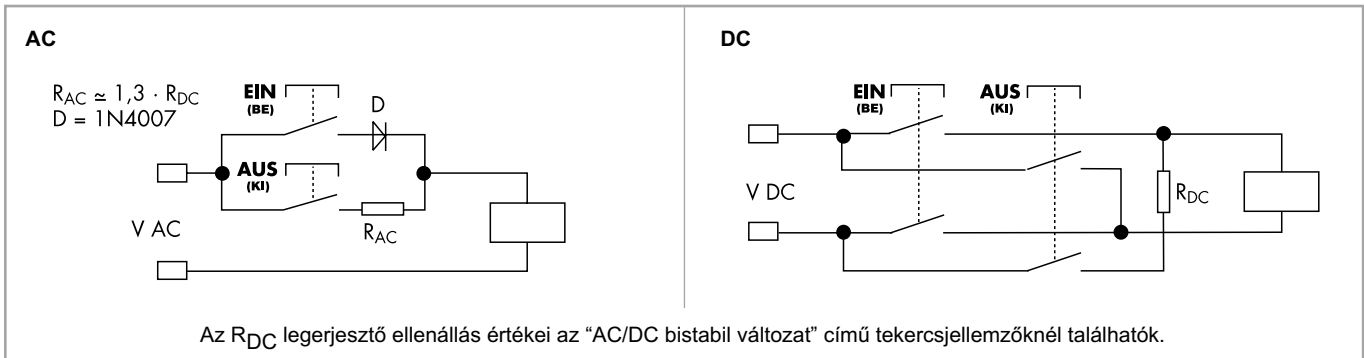 AC
R_AC ≃ 1,3 · R_DC
D = 1N4007
EIN
(BE)
D
AUS
(KI)
R_AC
V AC
DC
EIN
(BE)
AUS
(KI)
V DC
R_DC
Az R_DC legerjesztő ellenállás értékei az “AC/DC bistabil változat” című tekercsjellemzőknél találhatók.